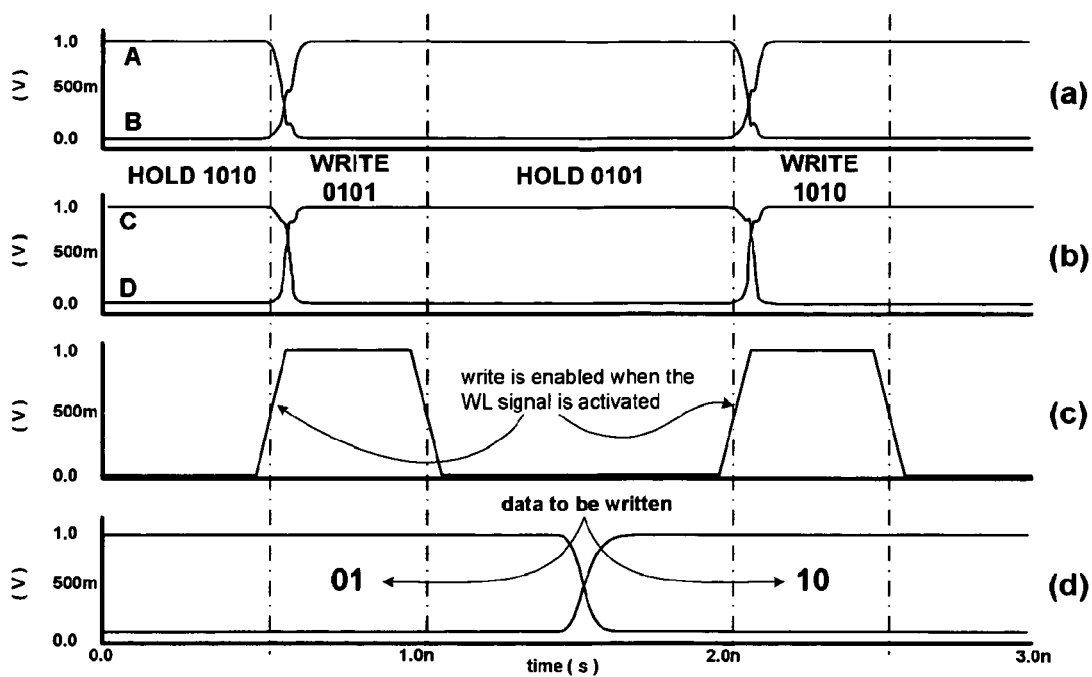 1.0
A
(V)
500m
(a)
B
0.0
HOLD 1010
WRITE
0101
HOLD 0101
WRITE
1010
1.0
C
(V)
500m
(b)
D
0.0
1.0
write is enabled when the
WL signal is activated
(V)
500m
(c)
0.0
data to be written
1.0
(V)
500m
01
10
(d)
0.0
0.0
1.0n
2.0n
3.0n
time ( s )